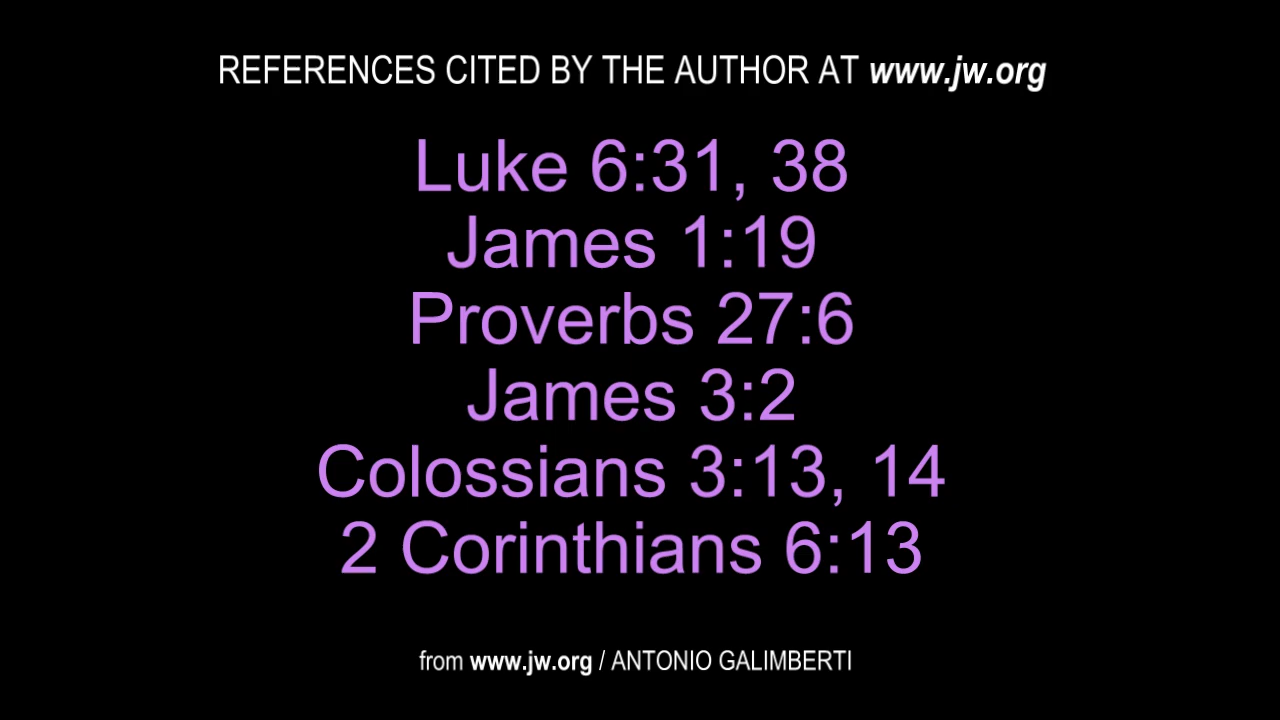 REFERENCES CITED BY THE AUTHOR AT www.jw.org
Luke 6:31, 38
James 1:19
Proverbs 27:6
James 3:2
Colossians 3:13, 14
2 Corinthians 6:13
from www.jw.org / ANTONIO GALIMBERTI